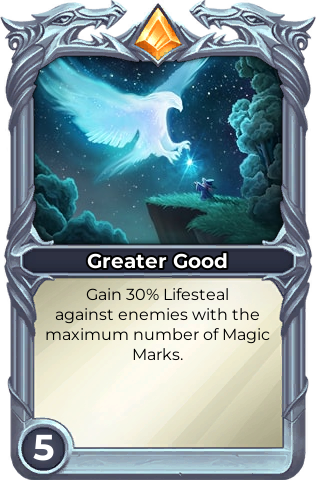 Greater Good
Gain 30% Lifesteal
against enemies with the
maximum number of Magic
Marks.
5